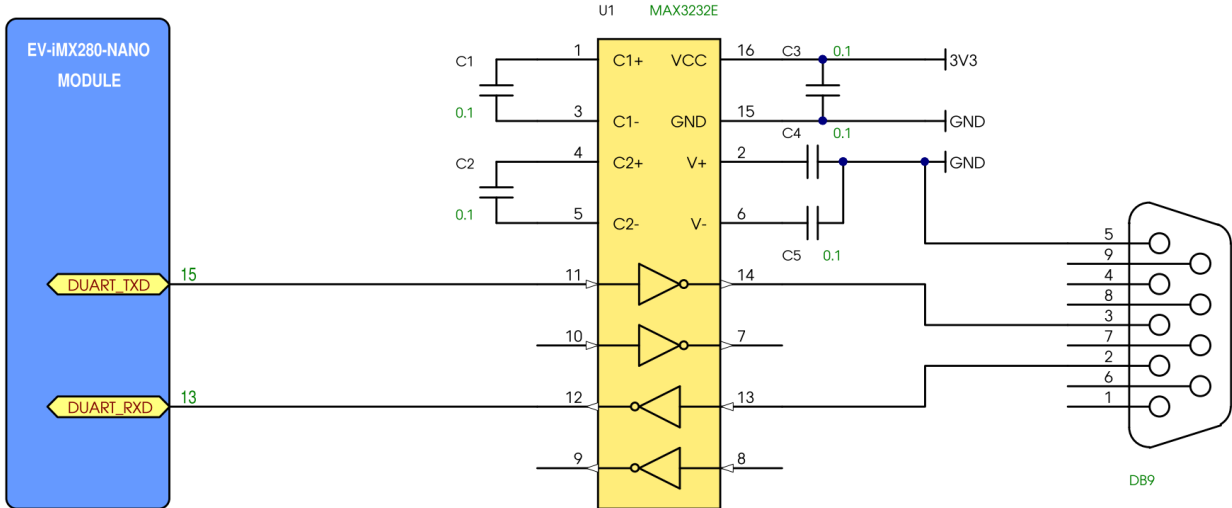 U1 MAX3232E
EV-iMX280-NANO
MODULE
C1
0.1
1 C1+ VCC 16
C3 0.1
3V3
3 C1- GND 15
GND
C2
0.1
4 C2+ V+ 2
C4 0.1
GND
5 C2- V- 6
C5 0.1
DUART_TXD 15
11 14
10 7
DUART_RXD 13
12 13
9 8
5
9
4
8
3
7
2
6
1
DB9